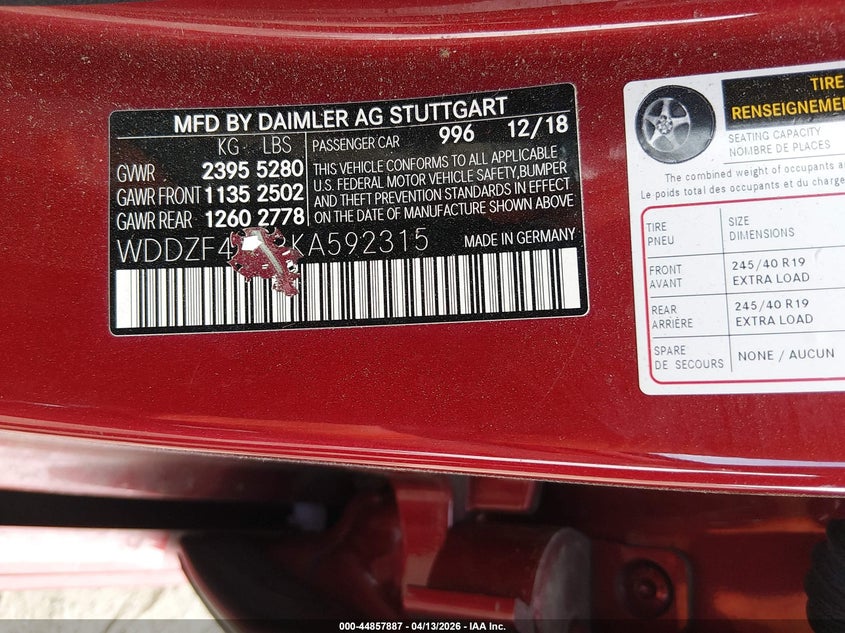 MFD BY DAIMLER AG STUTTGART
KG LBS
GVWR 2395 5280
GAWR FRONT 1135 2502
GAWR REAR 1260 2778
PASSENGER CAR 996 12/18
THIS VEHICLE CONFORMS TO ALL APPLICABLE
U.S. FEDERAL MOTOR VEHICLE SAFETY,BUMPER
AND THEFT PREVENTION STANDARDS IN EFFECT
ON THE DATE OF MANUFACTURE SHOWN ABOVE
MADE IN GERMANY
TIRE
SEATING CAPACITY
NOMBRE DE PLACES
The combined weight of occupants
Le poids total des occupants et du
TIRE SIZE
PNEU DIMENSIONS
FRONT 245/40 R19
AVANT EXTRA LOAD
REAR 245/40 R19
ARRIÈRE EXTRA LOAD
SPARE
DE SECOURS NONE / AUCUN
000-44857887 - 04/13/2026 - IAA Inc.